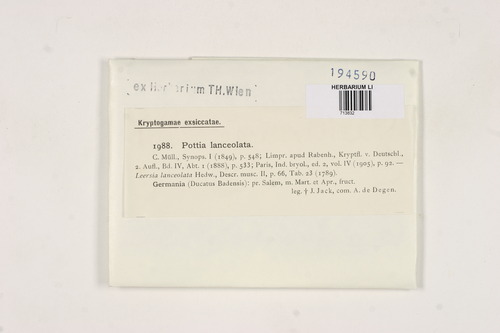 194590
[ex Herbarium TH.Wien]
HERBARIUM LI
713632
Kryptogamae exsiccatae.
1988. Pottia lanceolata.
C. Müll., Synops. I (1849), p. 548; Limpr. apud Rabenh., Kryptfl. v. Deutschl.,
2. Aufl., Bd. IV, Abt. 1 (1888), p. 533; Paris, Ind. bryol., ed. 2, vol. IV (1905), p. 92. —
Leersia lanceolata Hedw., Descr. musc. II, p. 66, Tab. 23 (1789).
Germania (Ducatus Badensis): pr. Salem, m. Mart. et Apr., fruct.
leg. † J. Jack, com. A. de Degen.